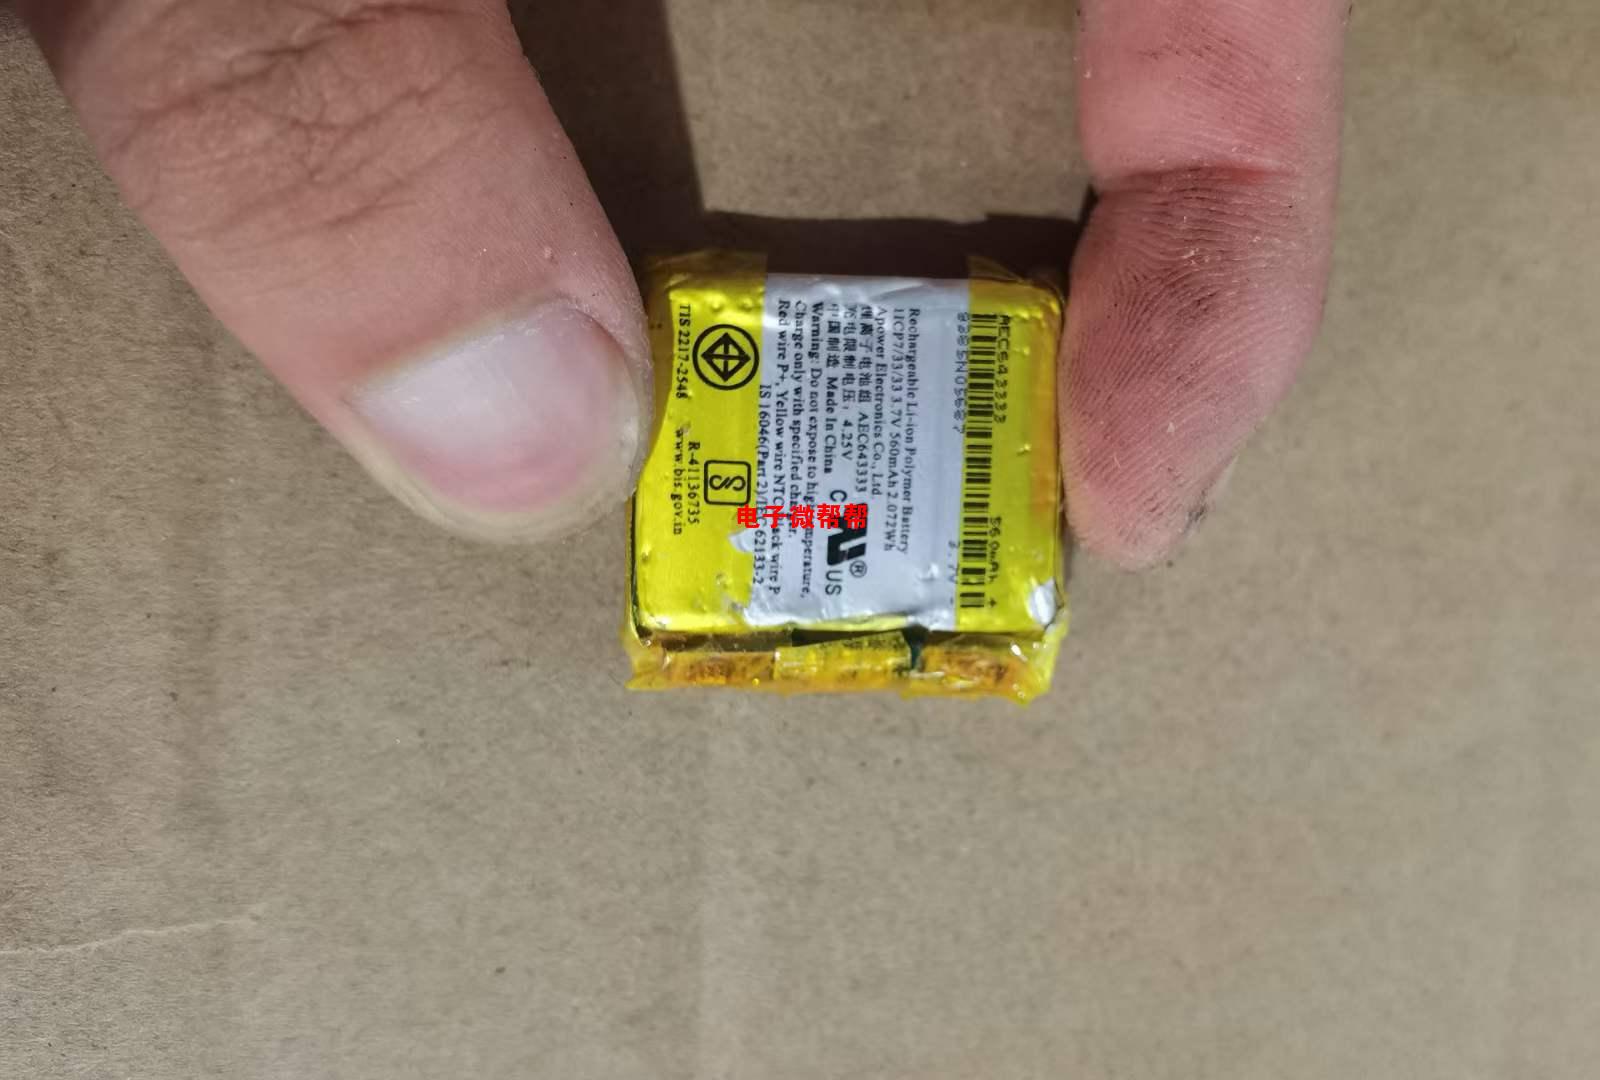 AEC643333 560mAh +
3.7V -
Rechargeable Li-ion Polymer Battery
1ICP7/33/33 3.7V 560mAh 2.072Wh
Apower Electronics Co., Ltd.
锂离子电池组 AEC643333
充电限制电压：4.25V
中国制造 Made In China
C US
®
Warning: Do not expose to high temperature,
Charge only with specified charger.
Red wire P+, Yellow wire NTC, wire P
IS 16046(Part 2)/IEC 62133-2
R-41136735
www.bis.gov.in
TIS 2217-2548
电子微帮帮